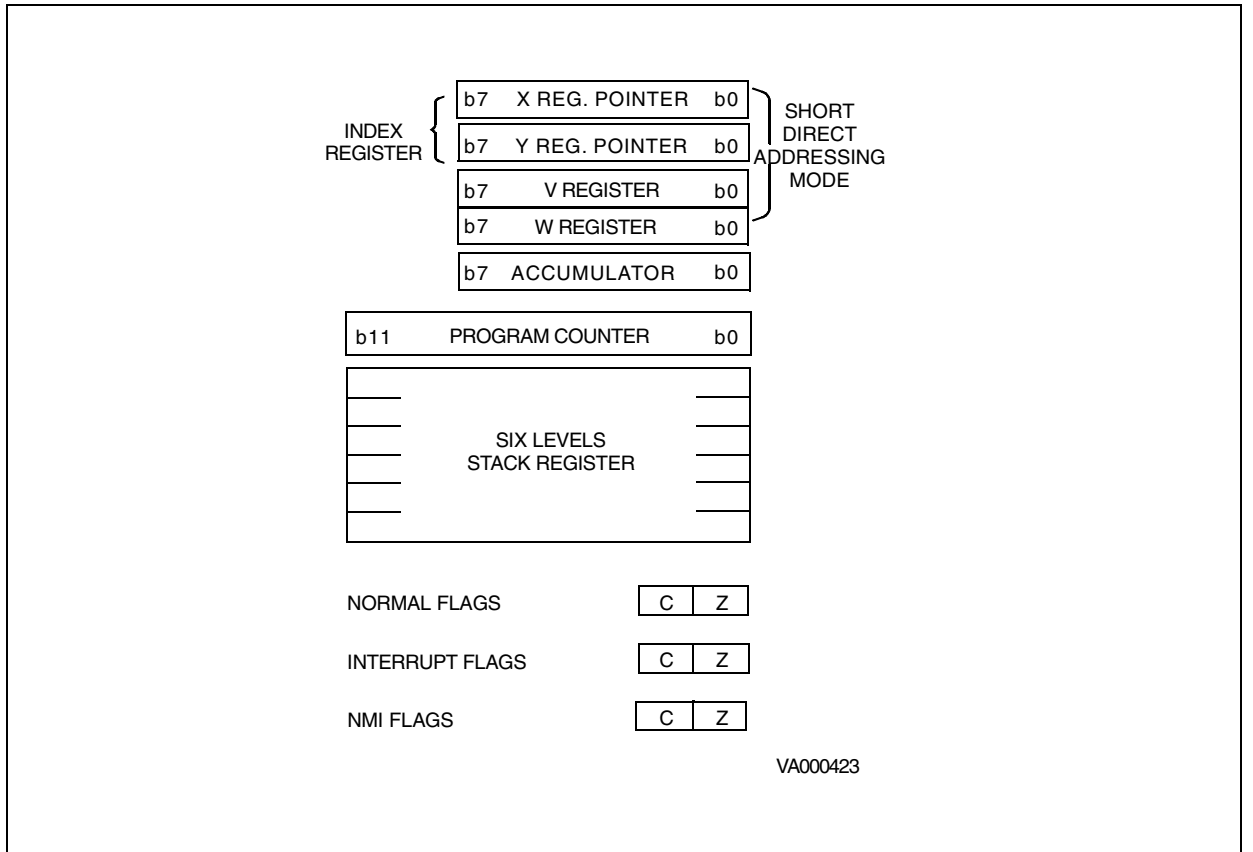 b7 X REG. POINTER b0
b7 Y REG. POINTER b0
INDEX
REGISTER
SHORT
DIRECT
ADDRESSING
MODE
b7 V REGISTER b0
b7 W REGISTER b0
b7 ACCUMULATOR b0
b11 PROGRAM COUNTER b0
SIX LEVELS
STACK REGISTER
NORMAL FLAGS C Z
INTERRUPT FLAGS C Z
NMI FLAGS C Z
VA000423